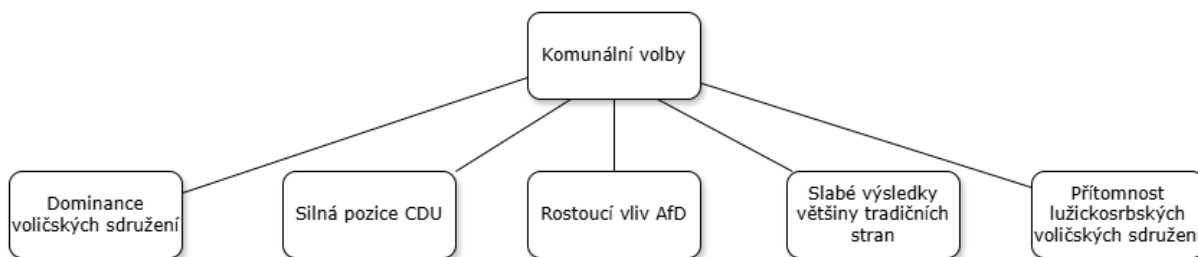 Komunální volby
Dominance
voličských sdružení
Silná pozice CDU
Rostoucí vliv AfD
Slabé výsledky
většiny tradičních
stran
Přítomnost
lužickosrbských
voličských sdružení